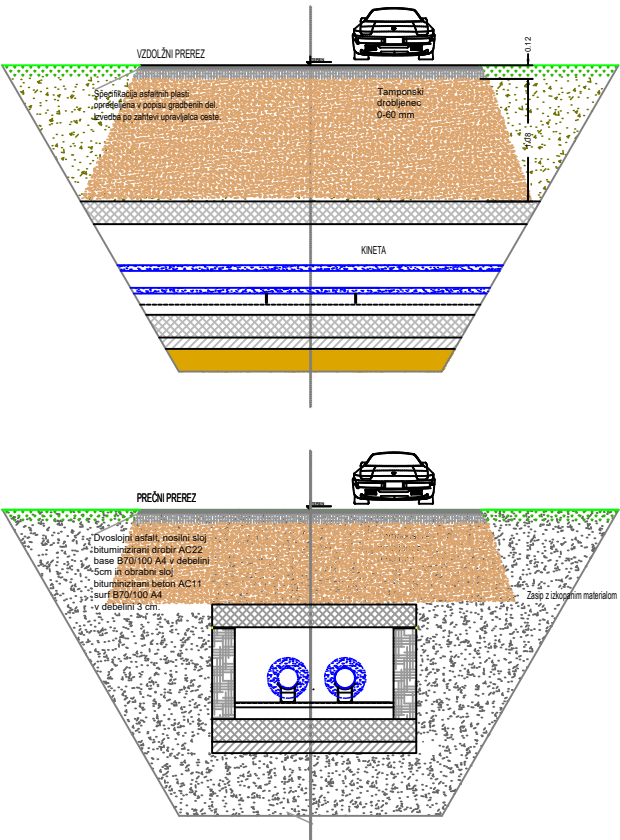 VZDOLŽNI PREREZ
0.12
Specifikacija asfaltnih plasti
opredeljena v popisu gradbenih del.
Izvedba po zahtevi upravljalca ceste.
Tamponski
drobljenec
0-60 mm
1.08
KINETA
PREČNI PREREZ
Dvoslojni asfalt, nosilni sloj
bituminizirani drobir AC22
base B70/100 A4 v debelini
5cm in obrabni sloj
bituminizirani beton AC11
surf B70/100 A4
v debelini 3 cm.
Zasip z izkopanim materialom